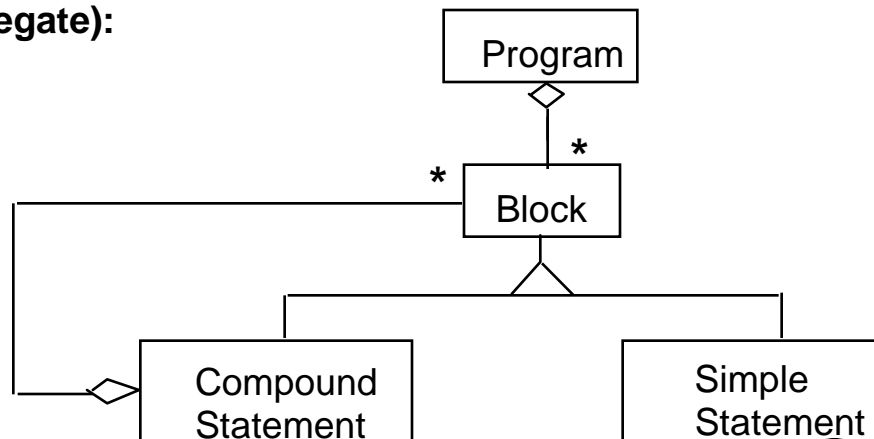 egate):
Program
*
*
Block
Compound
Statement
Simple
Statement